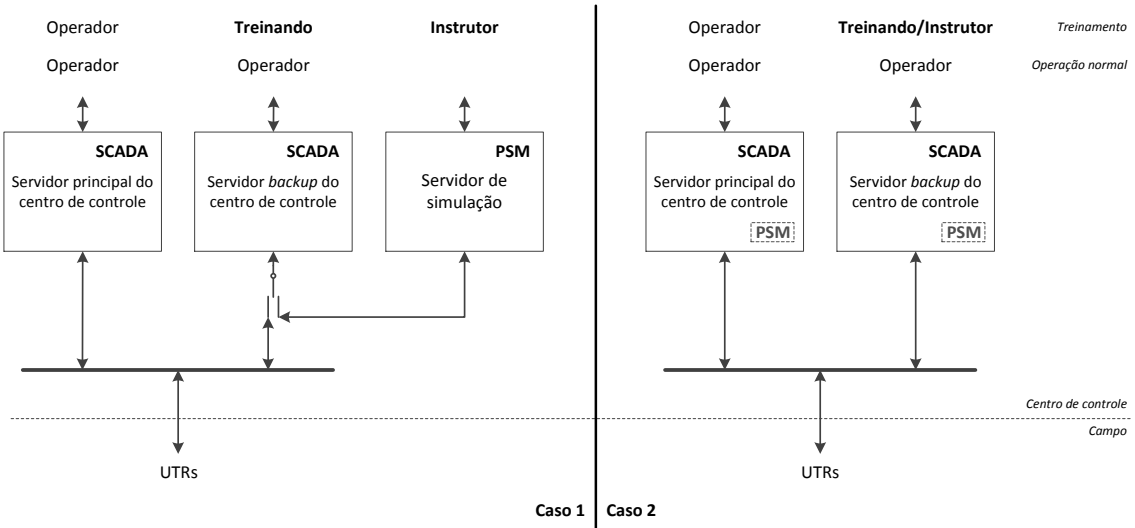 Operador
Treinando
Instrutor
Operador
Treinando/Instrutor
Treinamento
Operador
Operador
Operador
Operador
Operação normal
SCADA
Servidor principal do
centro de controle
SCADA
Servidor backup do
centro de controle
PSM
Servidor de
simulação
SCADA
Servidor principal do
centro de controle
PSM
SCADA
Servidor backup do
centro de controle
PSM
Centro de controle
Campo
UTRs
UTRs
Caso 1
Caso 2